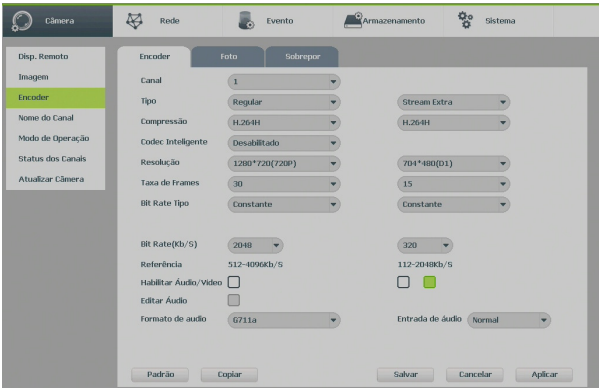 Câmera Rede Evento Armazenamento Sistema
Disp. Remoto
Imagem
Encoder
Nome do Canal
Modo de Operação
Status dos Canais
Atualizar Câmera
Encoder Foto Sobrepor
Canal 1
Tipo Regular Stream Extra
Compressão H.264H H.264H
Codec Inteligente Desabilitado
Resolução 1280*720(720P) 704*480(D1)
Taxa de Frames 30 15
Bit Rate Tipo Constante Constante
Bit Rate(Kb/S) 2048 320
Referência 512-4096Kb/S 112-2048Kb/S
Habilitar Áudio/Vídeo
Editar Áudio
Formato de audio G711a Entrada de áudio Normal
Padrão Copiar Salvar Cancelar Aplicar